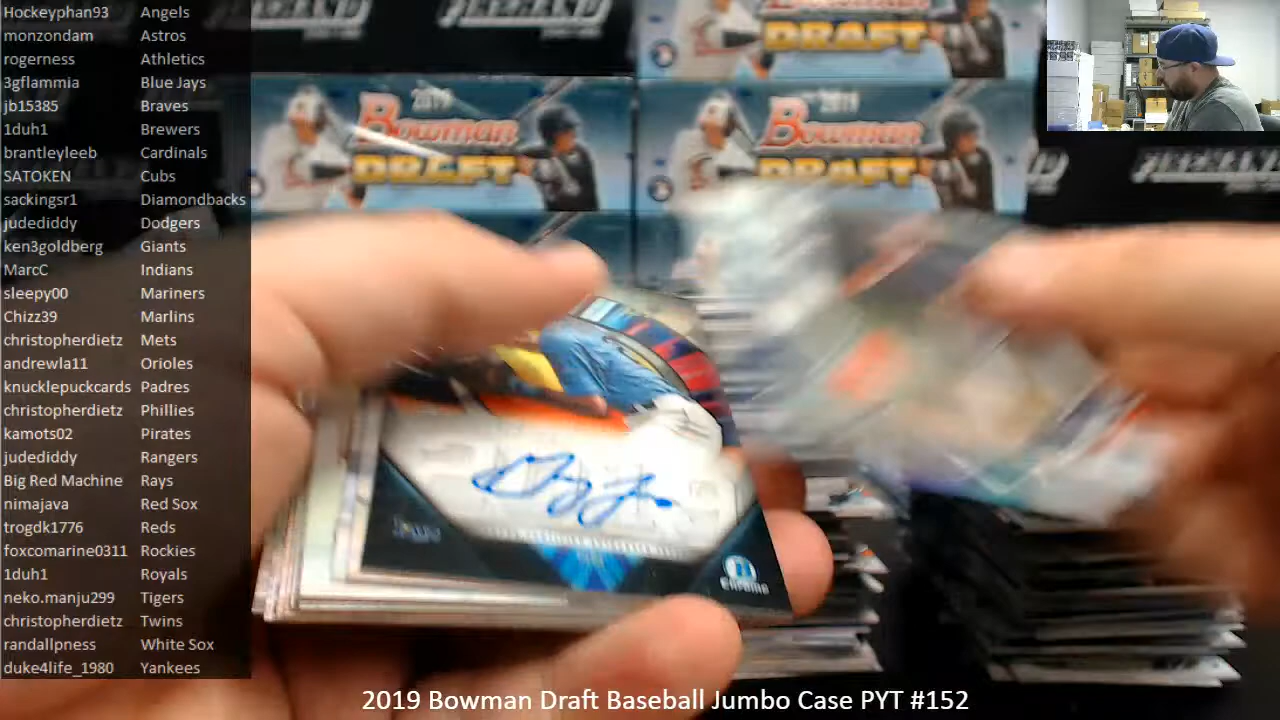 Hockeyphan93 Angels
monzondam Astros
rogerness Athletics
3gflammia Blue Jays
jb15385 Braves
1duh1 Brewers
brantleyleeb Cardinals
SATOKEN Cubs
sackingsr1 Diamondbacks
judediddy Dodgers
ken3goldberg Giants
MarcC Indians
sleepy00 Mariners
Chizz39 Marlins
christopherdietz Mets
andrewla11 Orioles
knucklepuckcards Padres
christopherdietz Phillies
kamots02 Pirates
judediddy Rangers
Big Red Machine Rays
nimajava Red Sox
trogdk1776 Reds
foxcomarine0311 Rockies
1duh1 Royals
neko.manju299 Tigers
christopherdietz Twins
randallpness White Sox
duke4life_1980 Yankees
DRAFT
2019
Bowman
DRAFT
2019
Bowman
DRAFT
CHROME
2019 Bowman Draft Baseball Jumbo Case PYT #152